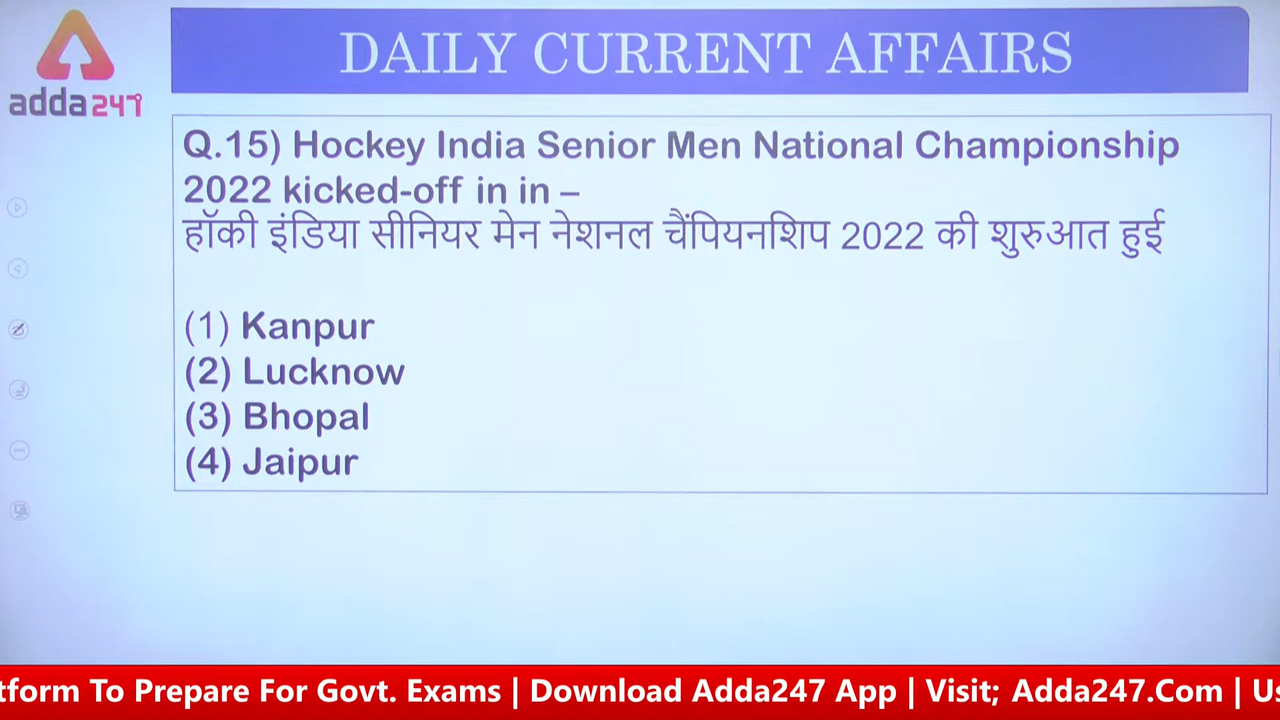 adda247
DAILY CURRENT AFFAIRS
Q.15) Hockey India Senior Men National Championship
2022 kicked-off in in –
हॉकी इंडिया सीनियर मेन नेशनल चैंपियनशिप 2022 की शुरुआत हुई
(1) Kanpur
(2) Lucknow
(3) Bhopal
(4) Jaipur
tform To Prepare For Govt. Exams | Download Adda247 App | Visit; Adda247.Com | Us